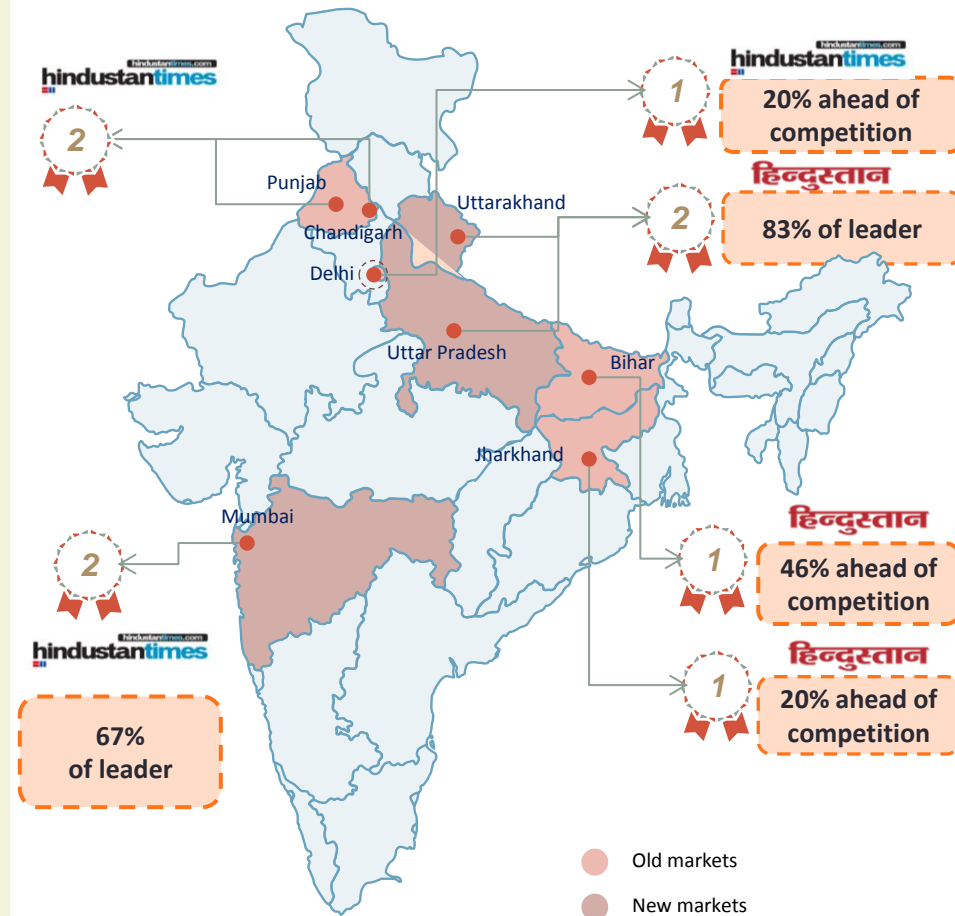 hindustantimes.com
hindustantimes
2
hindustantimes.com
hindustantimes
1
20% ahead of
competition
हिन्दुस्तान
2
83% of leader
Punjab
Chandigarh
Uttarakhand
Delhi
Uttar Pradesh
Bihar
Jharkhand
Mumbai
2
hindustantimes.com
hindustantimes
67%
of leader
हिन्दुस्तान
1
46% ahead of
competition
हिन्दुस्तान
1
20% ahead of
competition
Old markets
New markets